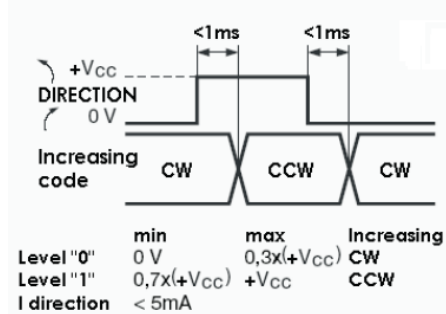 <1ms <1ms
+Vcc
DIRECTION
0 V
Increasing
code
CW CCW CW
min max Increasing
Level "0" 0 V 0,3x(+Vcc) CW
Level "1" 0,7x(+Vcc) +Vcc CCW
I direction < 5mA